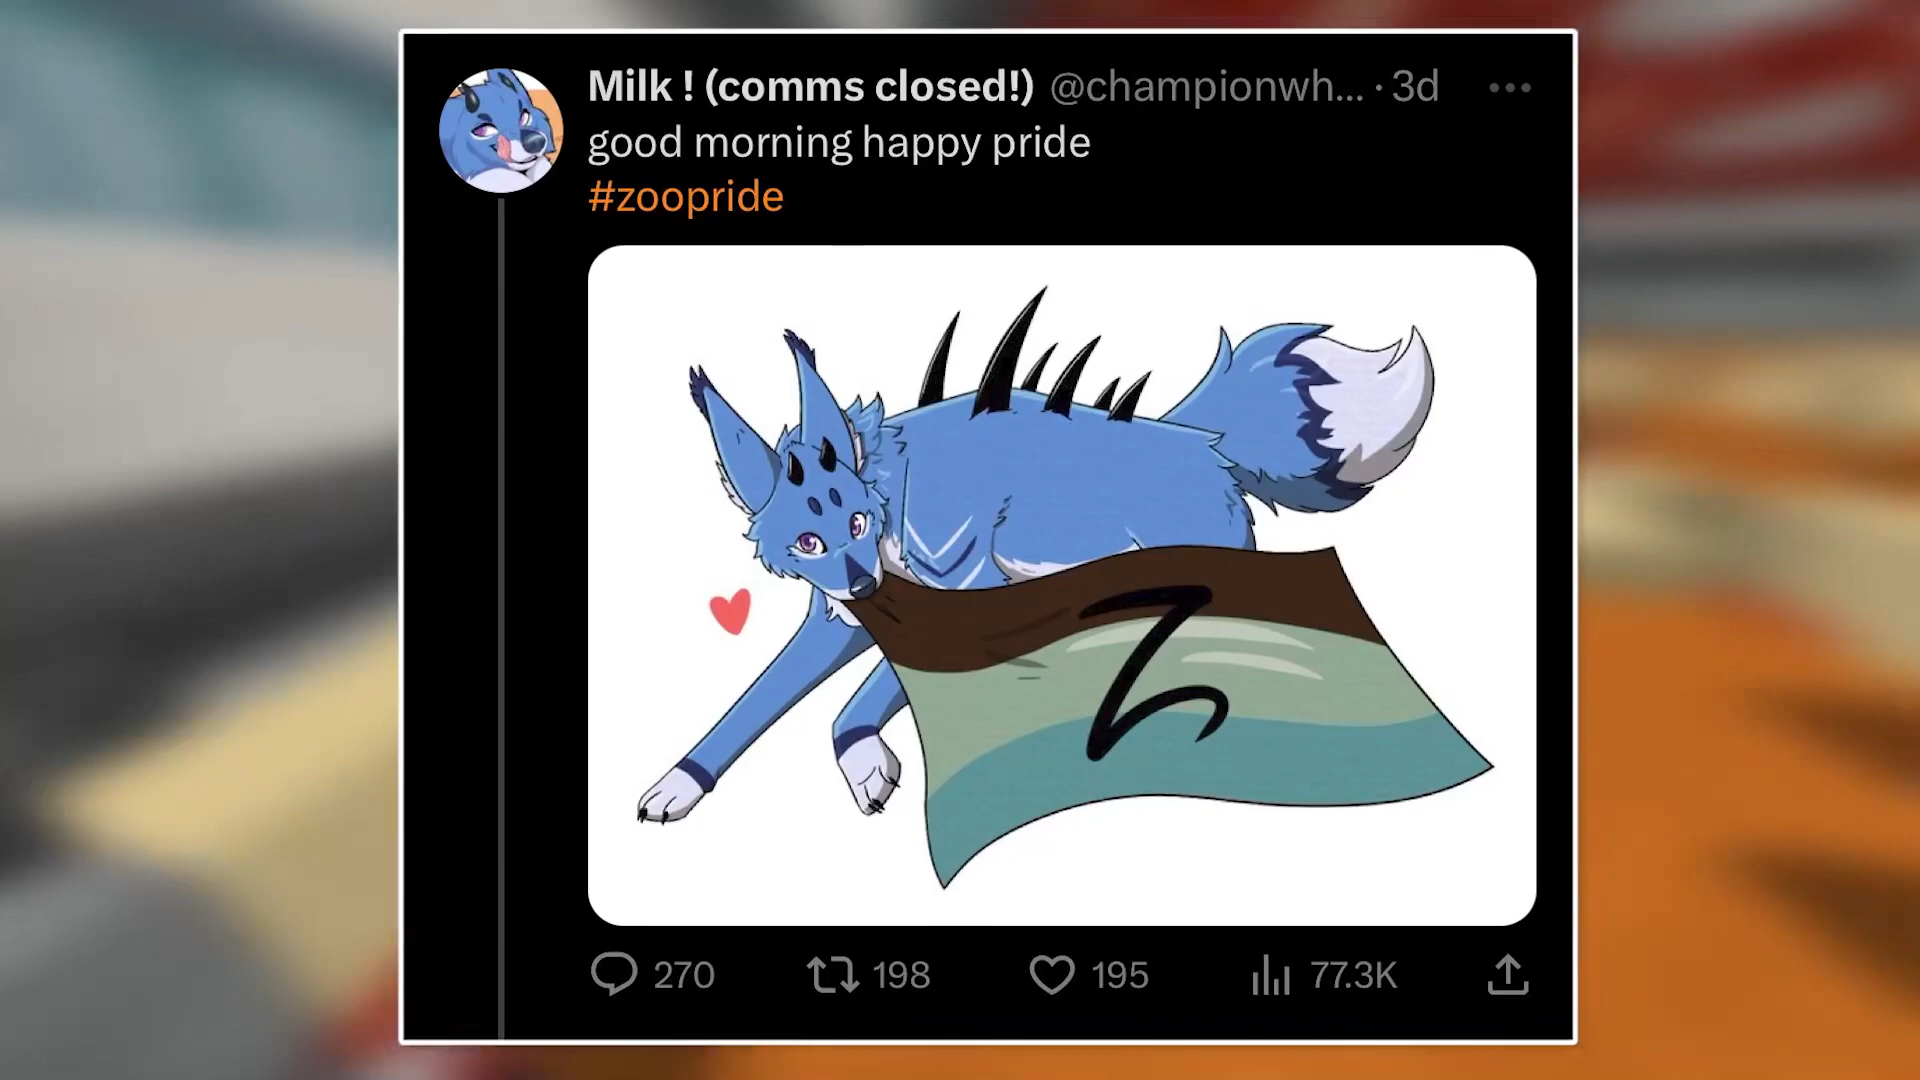 Milk ! (comms closed!) @championwh... · 3d
good morning happy pride
#zoopride
270 198 195 77.3K